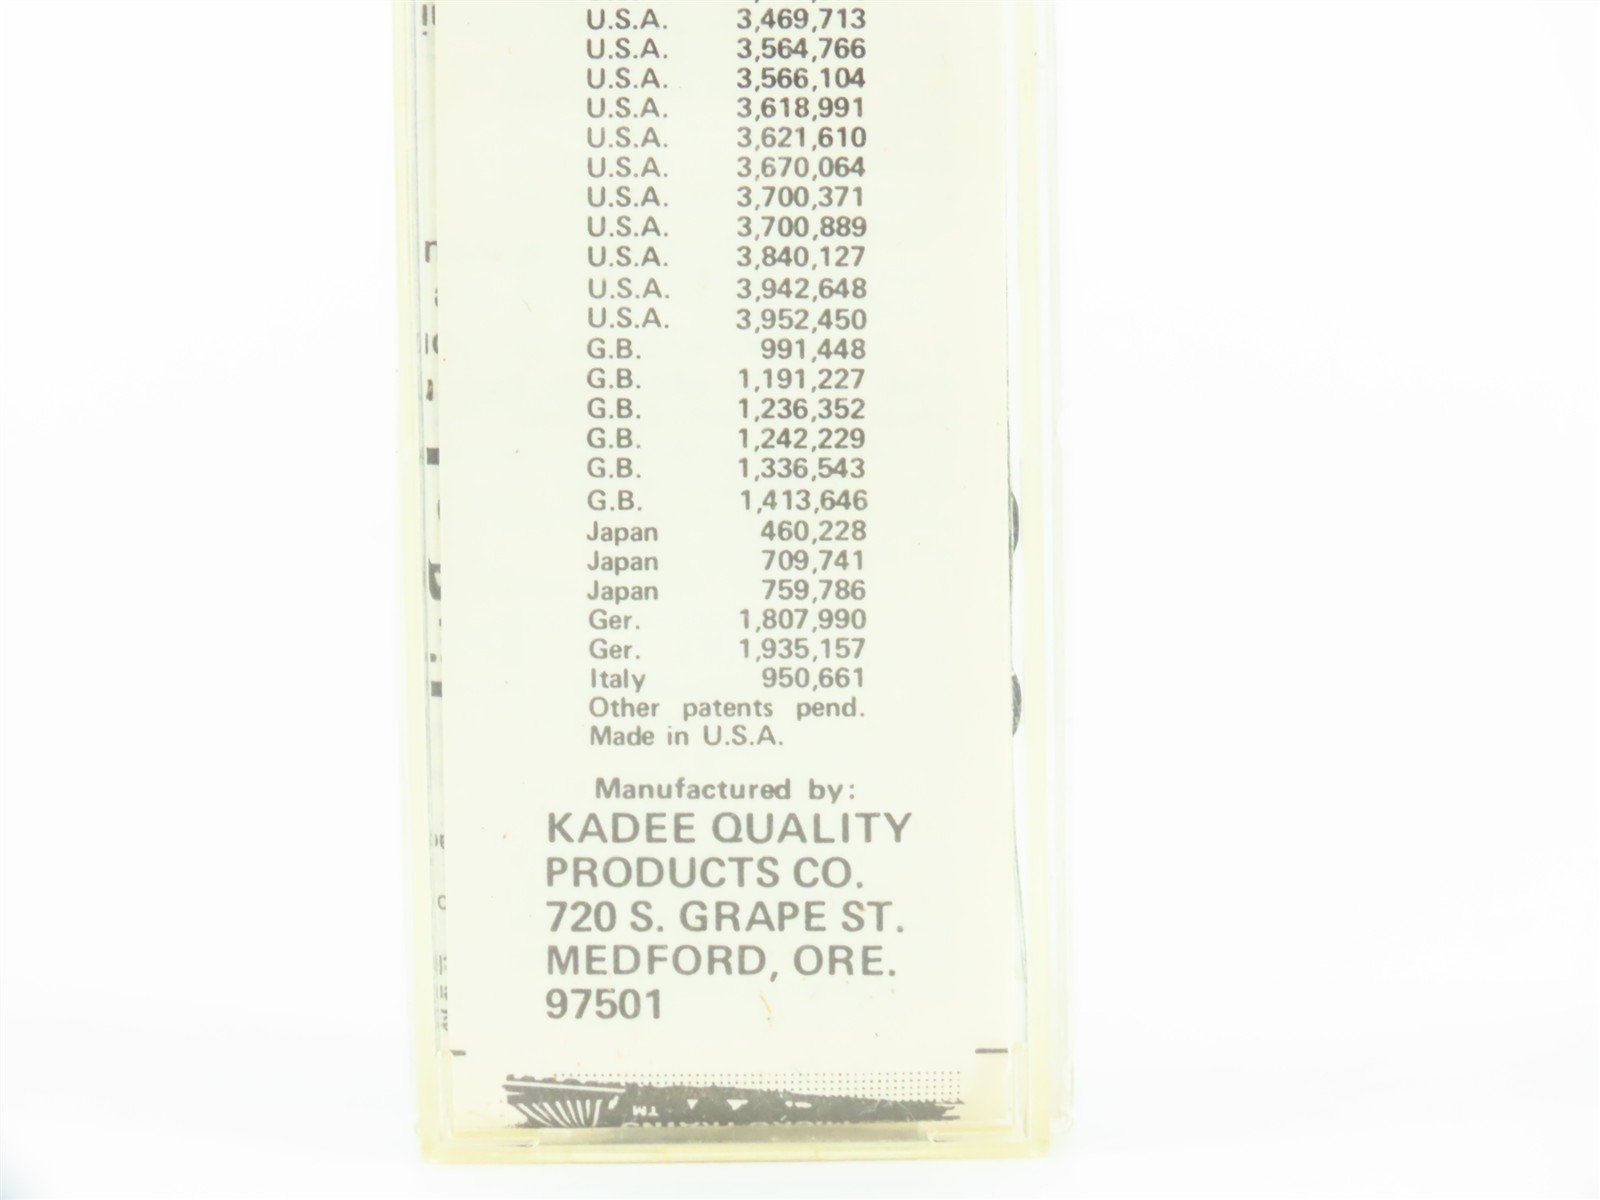 U.S.A. 3,469,713
U.S.A. 3,564,766
U.S.A. 3,566,104
U.S.A. 3,618,991
U.S.A. 3,621,610
U.S.A. 3,670,064
U.S.A. 3,700,371
U.S.A. 3,700,889
U.S.A. 3,840,127
U.S.A. 3,942,648
U.S.A. 3,952,450
G.B. 991,448
G.B. 1,191,227
G.B. 1,236,352
G.B. 1,242,229
G.B. 1,336,543
G.B. 1,413,646
Japan 460,228
Japan 709,741
Japan 759,786
Ger. 1,807,990
Ger. 1,935,157
Italy 950,661
Other patents pend.
Made in U.S.A.
Manufactured by:
KADEE QUALITY
PRODUCTS CO.
720 S. GRAPE ST.
MEDFORD, ORE.
97501
TM